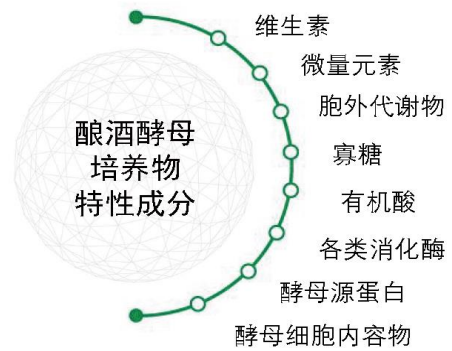 酿酒酵母
培养物
特性成分
维生素
微量元素
胞外代谢物
寡糖
有机酸
各类消化酶
酵母源蛋白
酵母细胞内容物